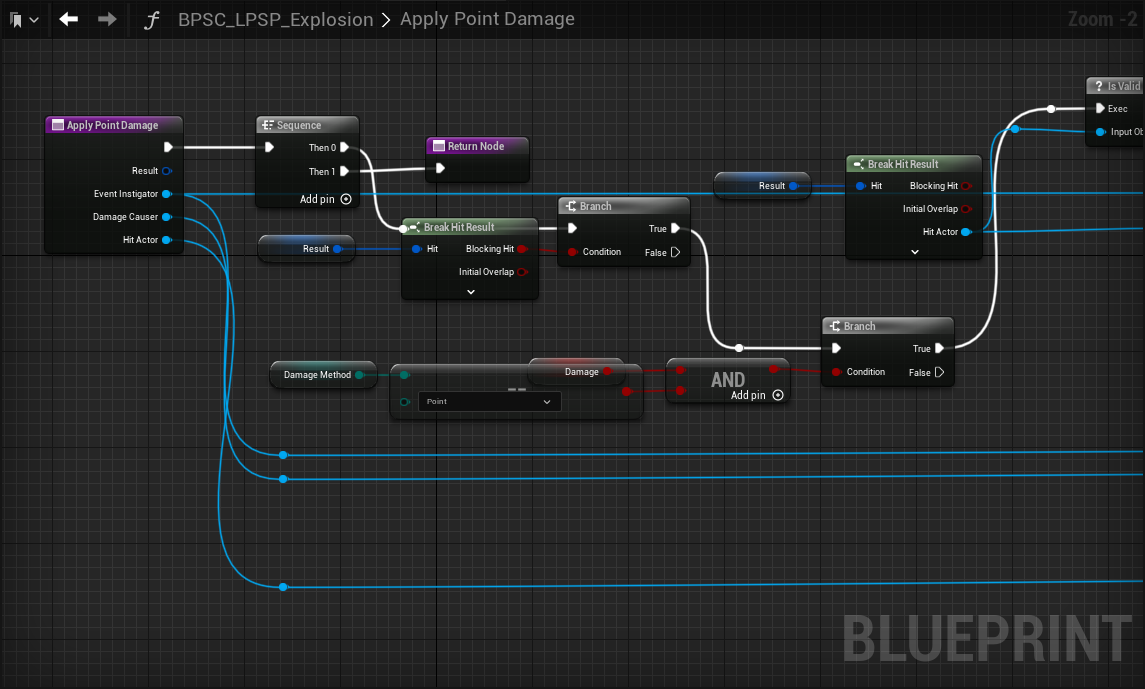 BPSC_LPSP_Explosion > Apply Point Damage
Zoom -2
Apply Point Damage
Result
Event Instigator
Damage Causer
Hit Actor
Sequence
Then 0
Then 1
Add pin
Return Node
Result
Break Hit Result
Hit
Blocking Hit
Initial Overlap
Branch
True
Condition
False
Result
Break Hit Result
Hit
Blocking Hit
Initial Overlap
Hit Actor
? Is Valid
Exec
Input Ob
Branch
True
Condition
False
Damage Method
==
Point
Damage
AND
Add pin
BLUEPRINT